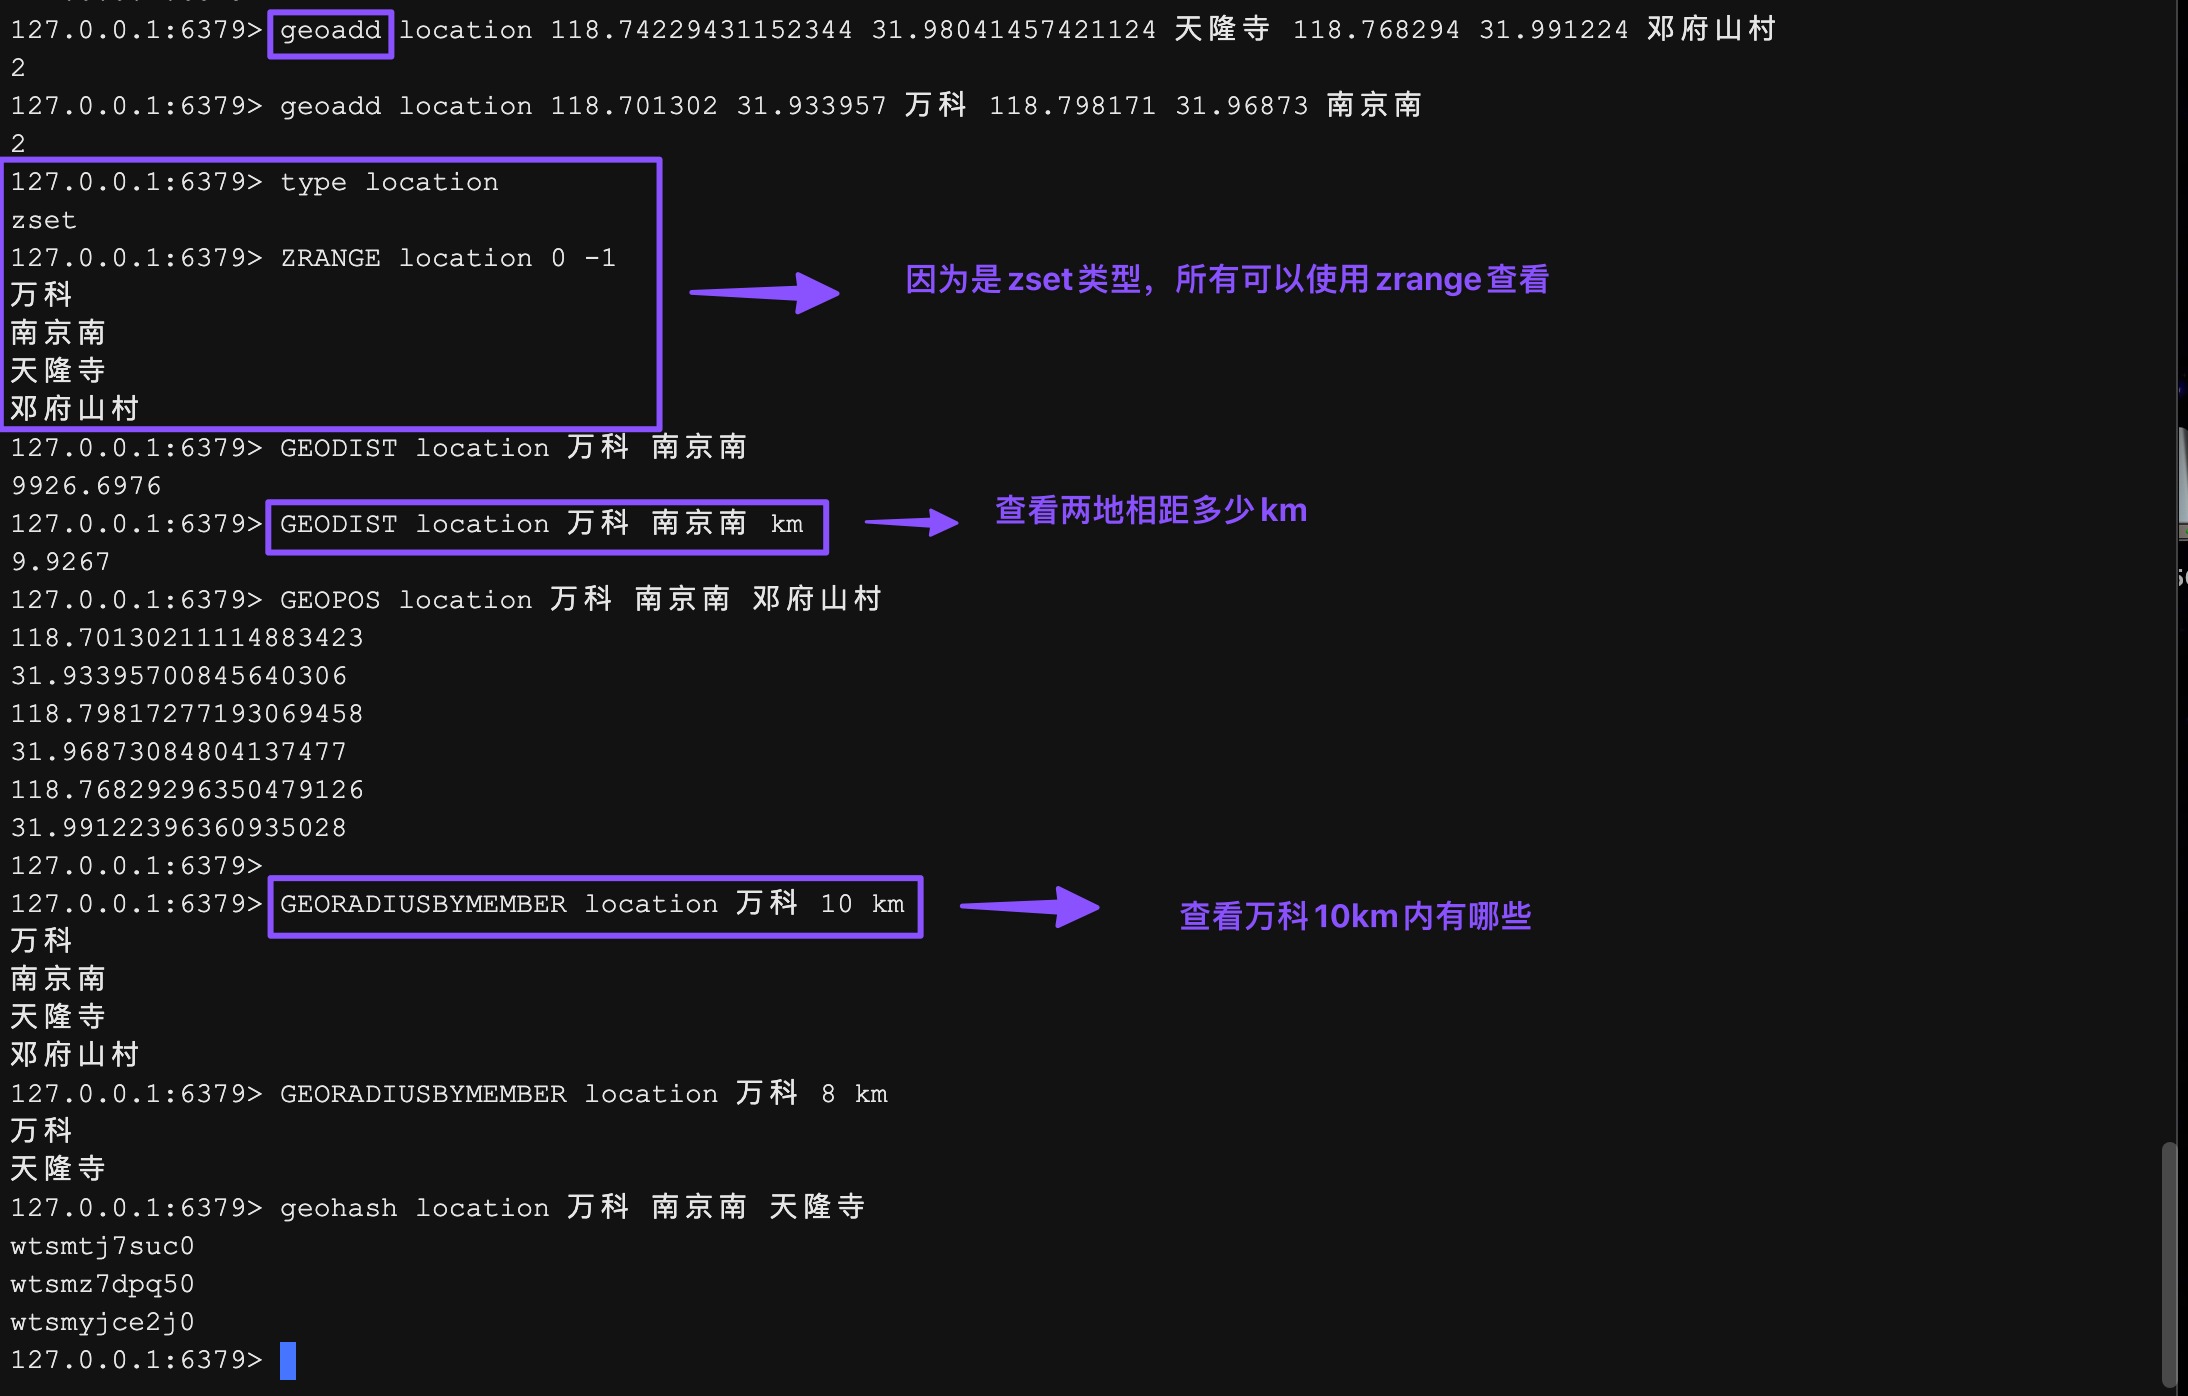 127.0.0.1:6379> geoadd location 118.74229431152344 31.98041457421124 天隆寺 118.768294 31.991224 邓府山村
2
127.0.0.1:6379> geoadd location 118.701302 31.933957 万科 118.798171 31.96873 南京南
2
127.0.0.1:6379> type location
zset
127.0.0.1:6379> ZRANGE location 0 -1
因为是zset类型，所有可以使用zrange查看
万科
南京南
天隆寺
邓府山村
127.0.0.1:6379> GEODIST location 万科 南京南
9926.6976
127.0.0.1:6379> GEODIST location 万科 南京南 km
查看两地相距多少km
9.9267
127.0.0.1:6379> GEOPOS location 万科 南京南 邓府山村
118.70130211114883423
31.93395700845640306
118.79817277193069458
31.96873084804137477
118.76829296350479126
31.99122396360935028
127.0.0.1:6379>
127.0.0.1:6379> GEORADIUSBYMEMBER location 万科 10 km
查看万科10km内有哪些
万科
南京南
天隆寺
邓府山村
127.0.0.1:6379> GEORADIUSBYMEMBER location 万科 8 km
万科
天隆寺
127.0.0.1:6379> geohash location 万科 南京南 天隆寺
wtsmtj7suc0
wtsmz7dpq50
wtsmyjce2j0
127.0.0.1:6379>